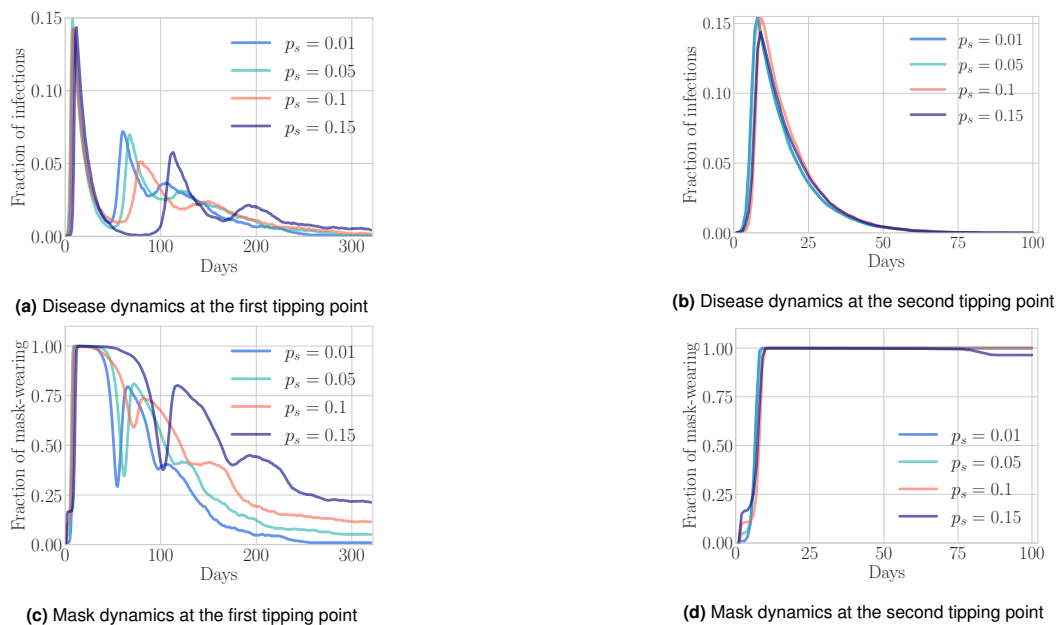 0.15
0.10
0.05
0.00
Fraction of infections
p_s = 0.01
p_s = 0.05
p_s = 0.1
p_s = 0.15
0 100 200 300
Days
(a) Disease dynamics at the first tipping point
0.15
0.10
0.05
0.00
Fraction of infections
p_s = 0.01
p_s = 0.05
p_s = 0.1
p_s = 0.15
0 25 50 75 100
Days
(b) Disease dynamics at the second tipping point
1.00
0.75
0.50
0.25
0.00
Fraction of mask-wearing
p_s = 0.01
p_s = 0.05
p_s = 0.1
p_s = 0.15
0 100 200 300
Days
(c) Mask dynamics at the first tipping point
1.00
0.75
0.50
0.25
0.00
Fraction of mask-wearing
p_s = 0.01
p_s = 0.05
p_s = 0.1
p_s = 0.15
0 25 50 75 100
Days
(d) Mask dynamics at the second tipping point